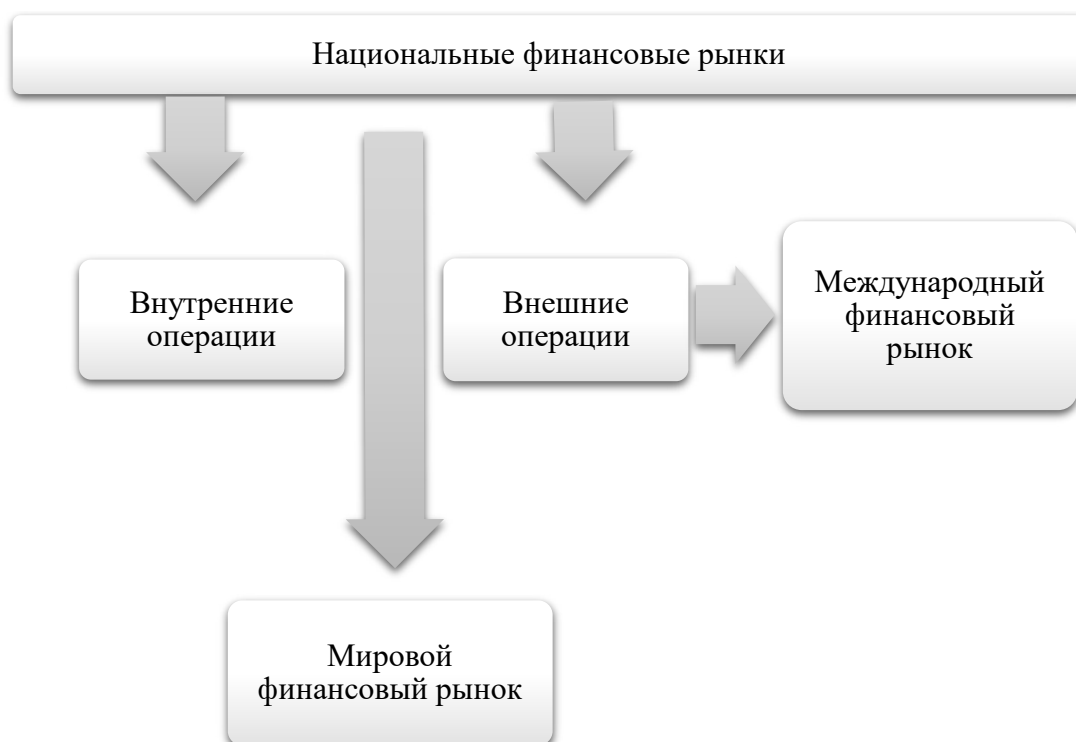 Национальные финансовые рынки
Внутренние
операции
Внешние
операции
Международный
финансовый
рынок
Мировой
финансовый рынок